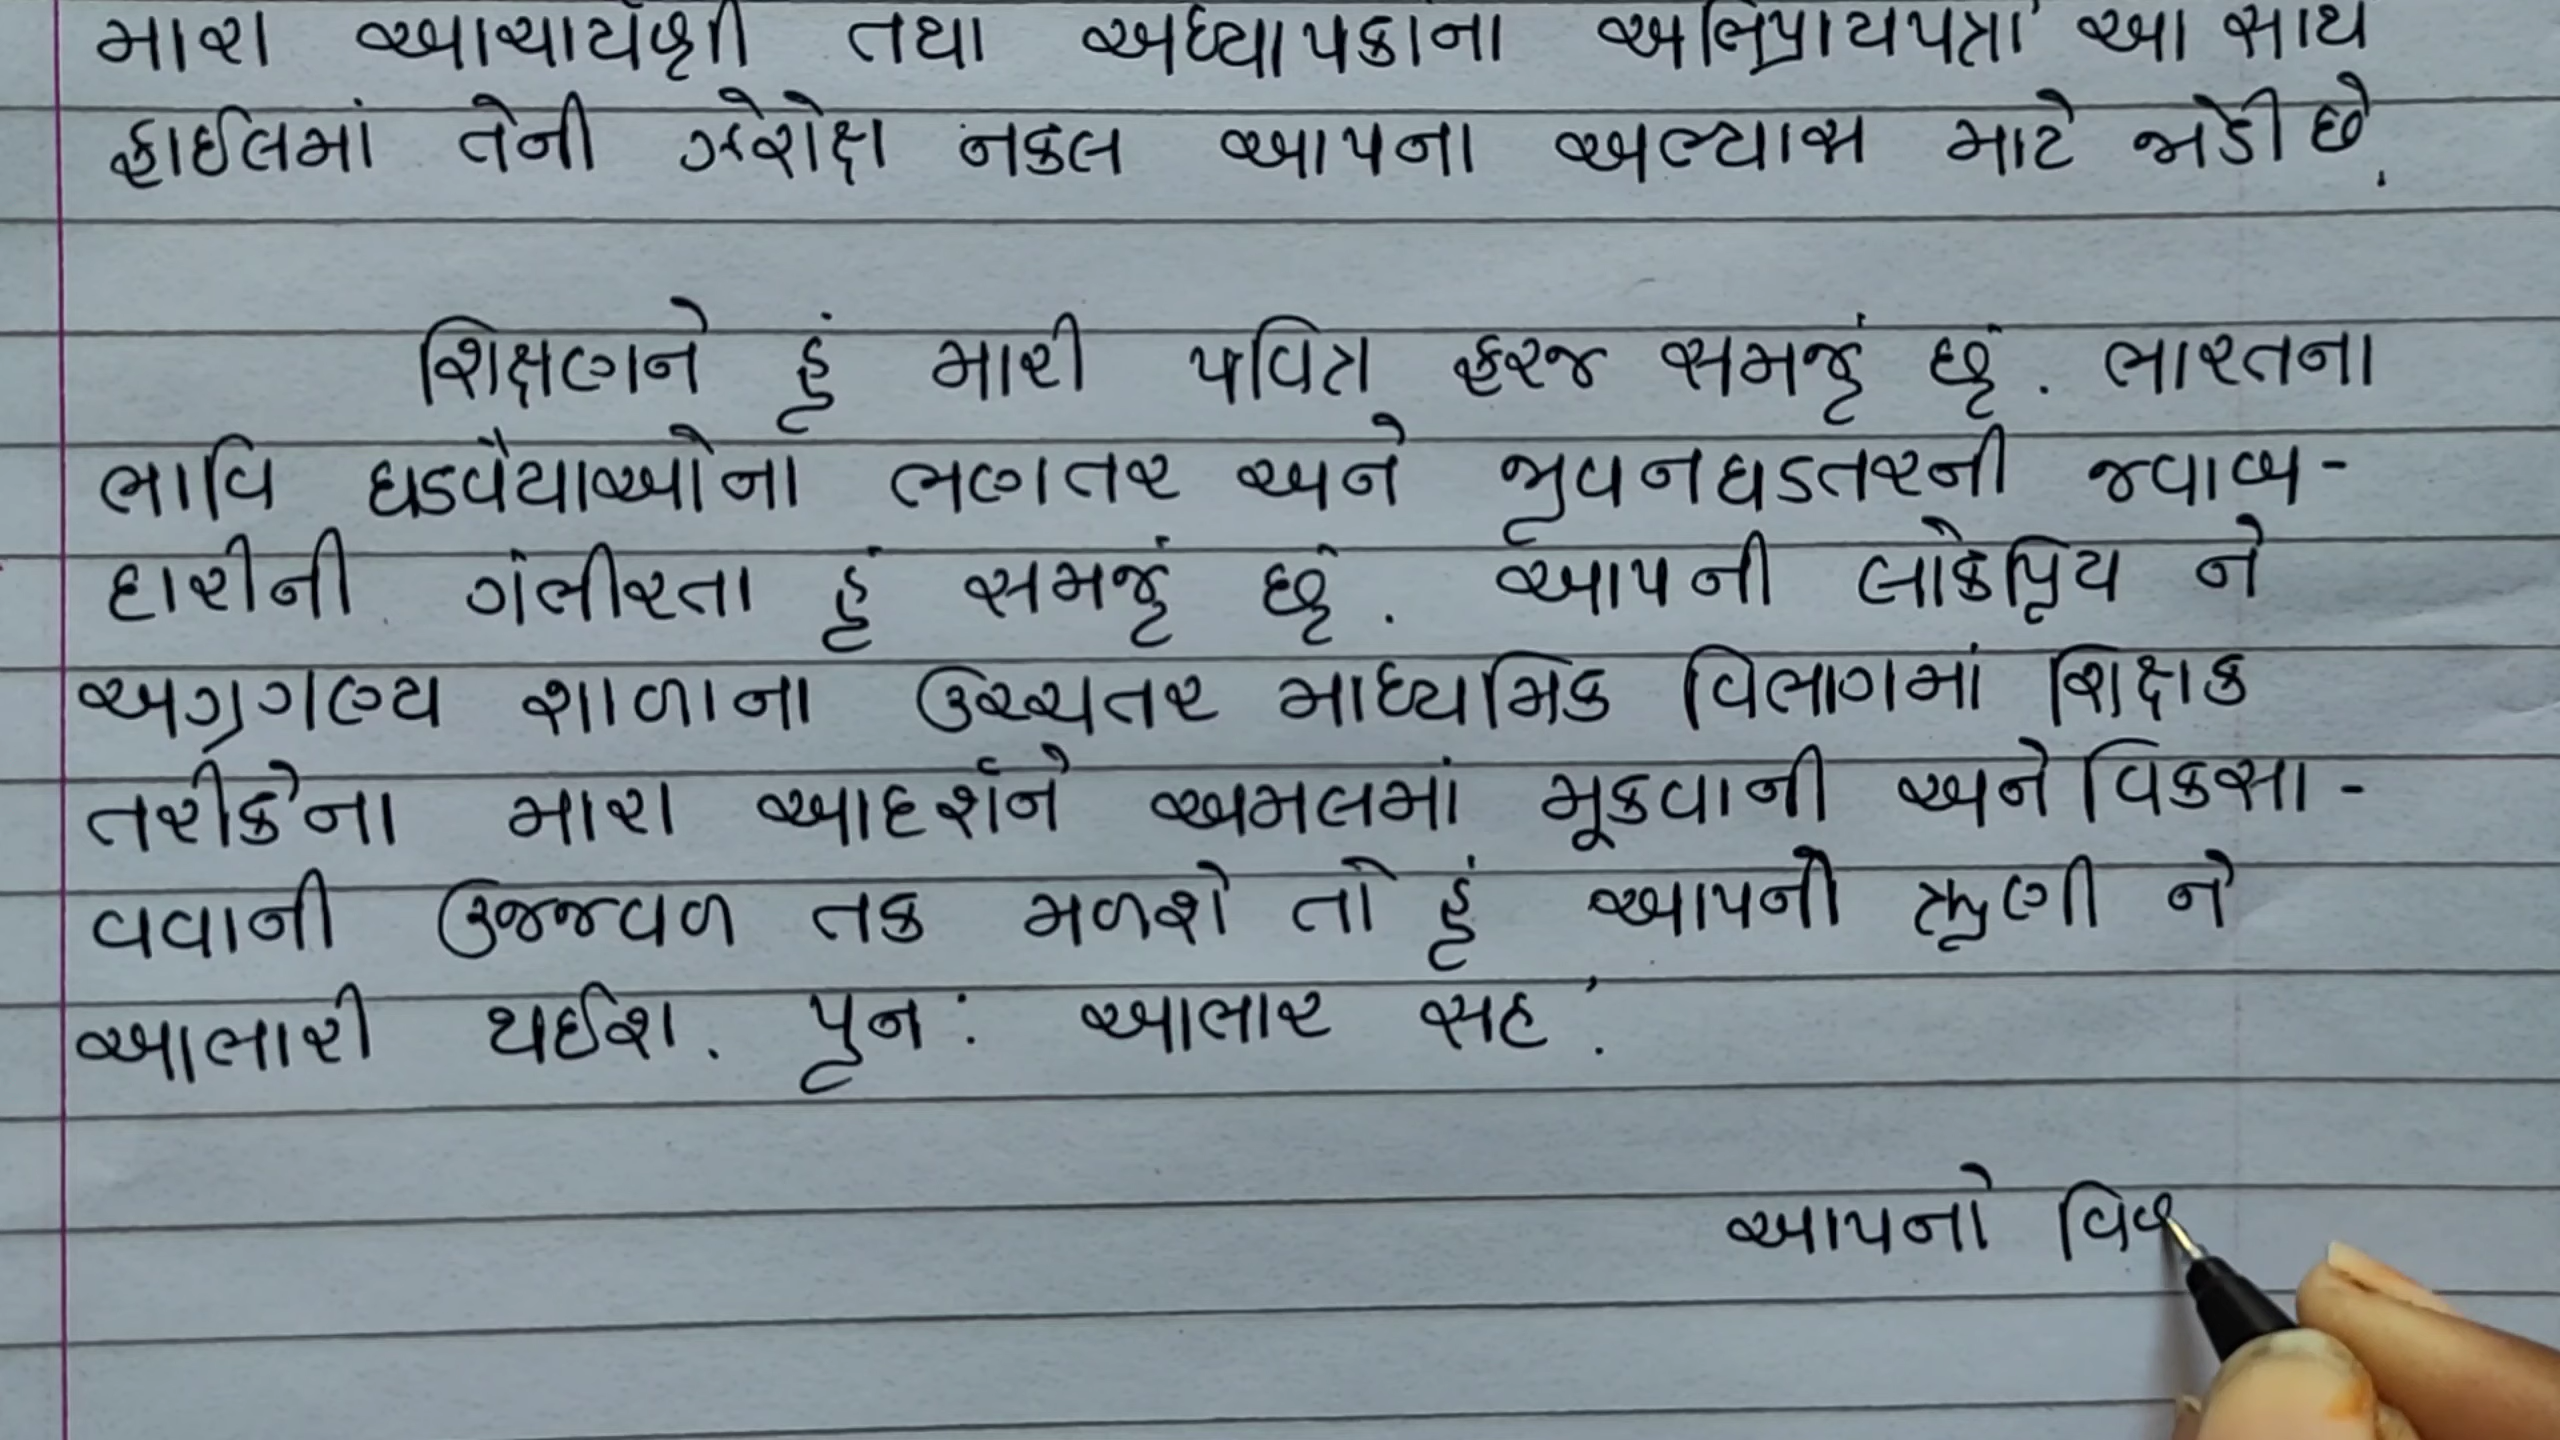 મારા આચાર્યશ્રી તથા અધ્યાપકોના અભિપ્રાયપત્રો આ સાથ
ફાઈલમાં તેની ઝેરોક્ષ નકલ આપના અભ્યાસ માટે જોડી છે.
શિક્ષણને હું મારી પવિત્ર ફરજ સમજું છું. ભારતના
ભાવિ ઘડવૈયાઓના ભણતર અને જીવનઘડતરની જવાબ-
દારીની ગંભીરતા હું સમજું છું. આપની લોકપ્રિય ને
અગ્રગણ્ય શાળાના ઉચ્ચતર માધ્યમિક વિભાગમાં શિક્ષક
તરીકેના મારા આદર્શને અમલમાં મૂકવાની અને વિકસા-
વવાની ઉજ્જવળ તક મળશે તો હું આપનો ઋણી ને
આભારી થઈશ. પુન: આભાર સહ.
આપનો